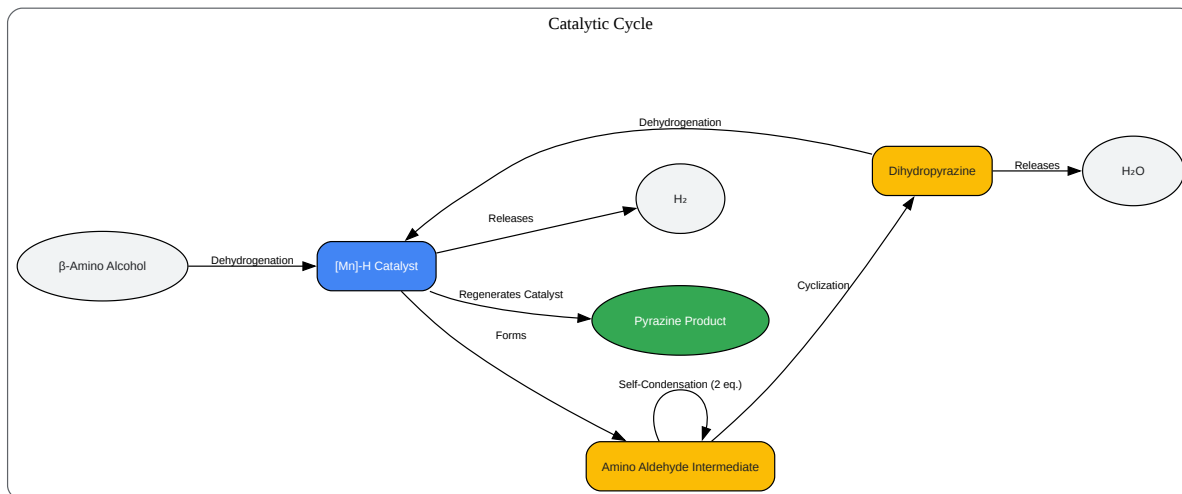 Catalytic Cycle
Dehydrogenation
Dihydropyrazine
Releases
H₂O
H₂
Releases
β-Amino Alcohol
Dehydrogenation
[Mn]-H Catalyst
Regenerates Catalyst
Cyclization
Pyrazine Product
Forms
Self-Condensation (2 eq.)
Amino Aldehyde Intermediate